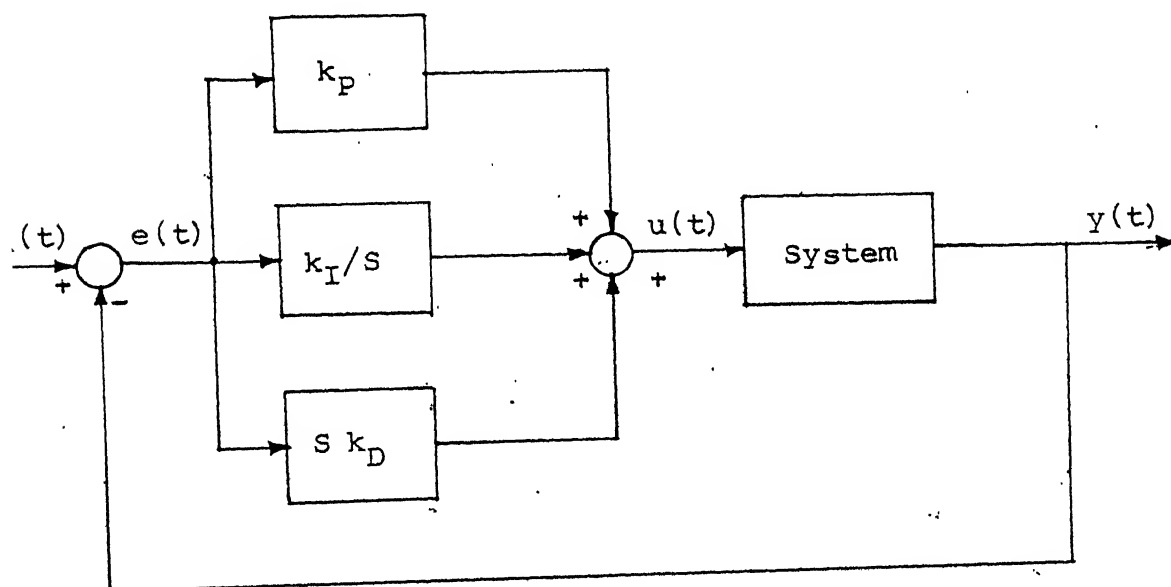 k_P
(t)
+
-
e(t)
k_I/S
+
+
+
u(t)
System
y(t)
S k_D